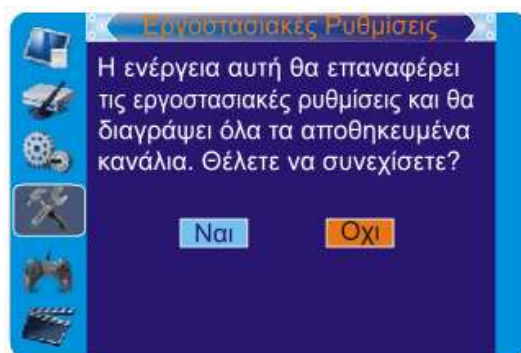 Εργοστασιακές Ρυθμίσεις
Η ενέργεια αυτή θα επαναφέρει
τις εργοστασιακές ρυθμίσεις και θα
διαγράψει όλα τα αποθηκευμένα
κανάλια. Θέλετε να συνεχίσετε?
Ναι Οχι